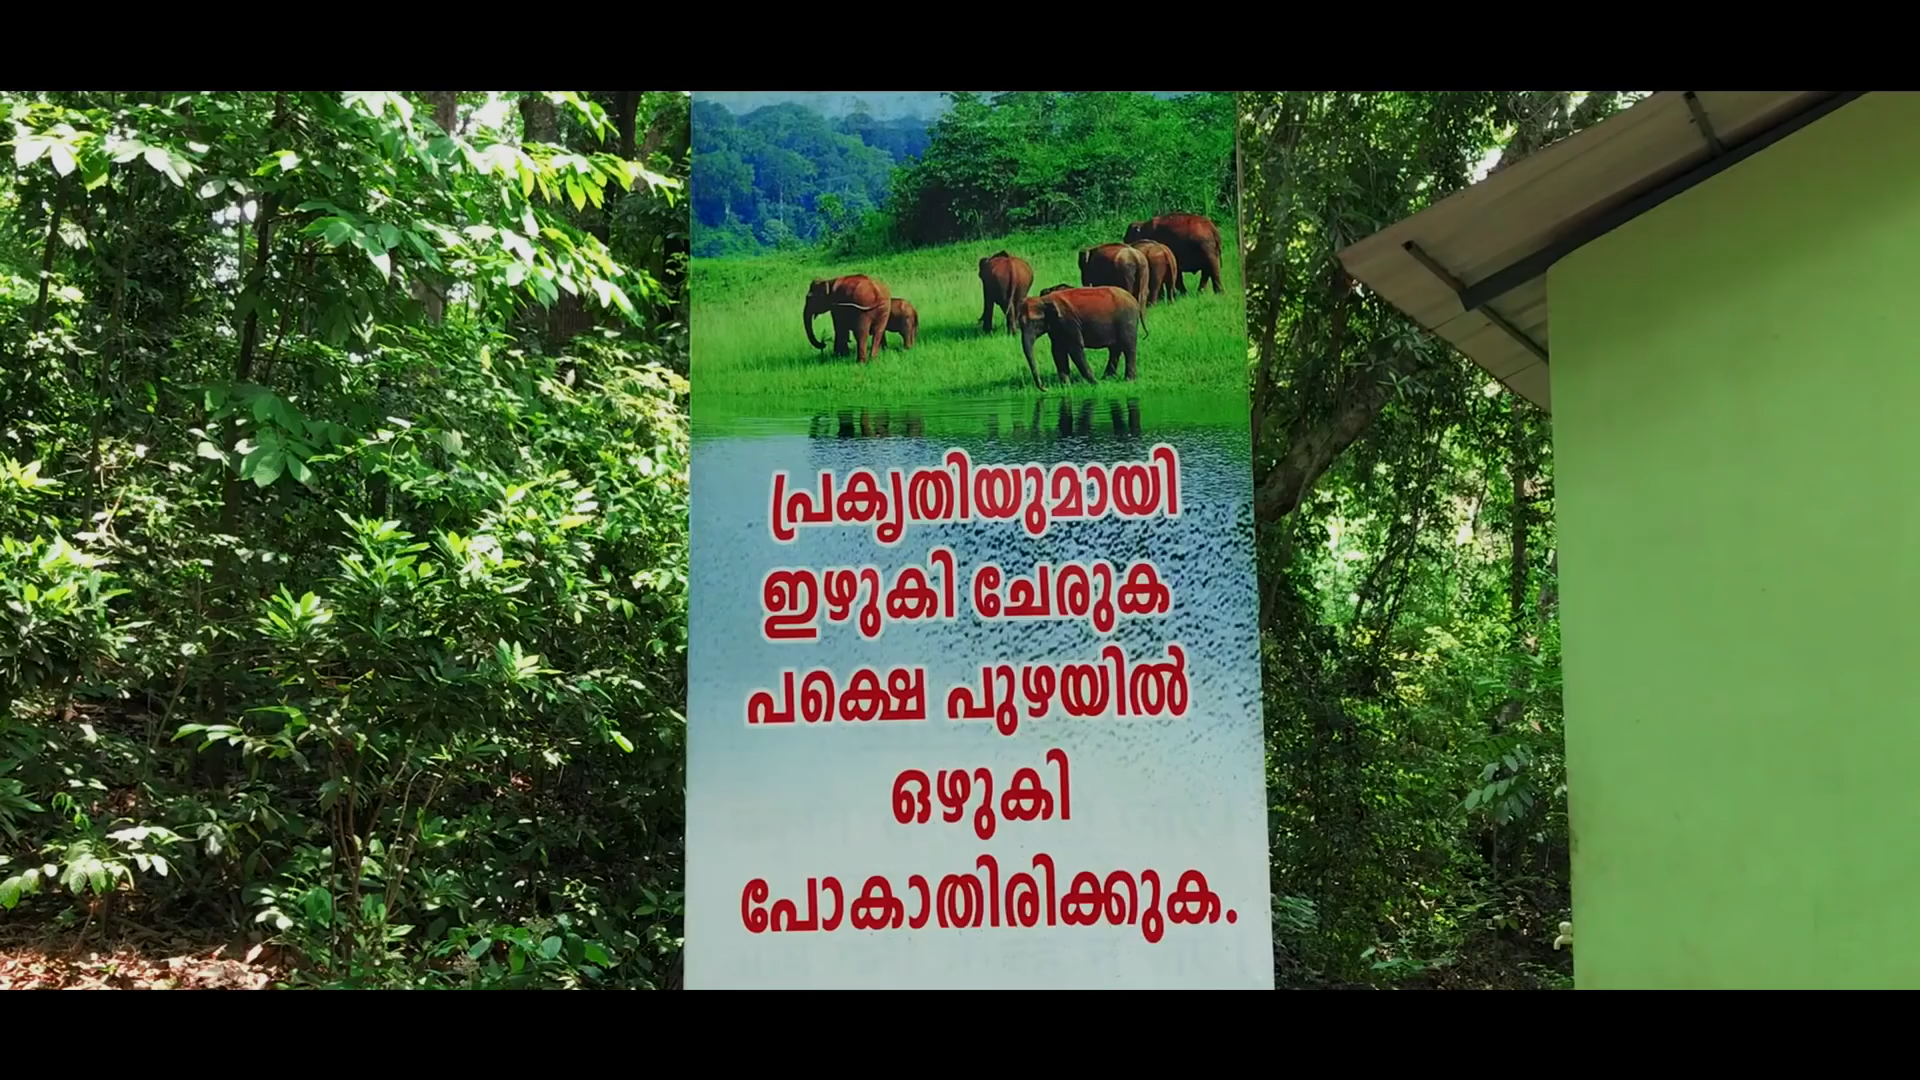 പ്രകൃതിയുമായി
ഇഴുകി ചേരുക
പക്ഷെ പുഴയിൽ
ഒഴുകി
പോകാതിരിക്കുക.